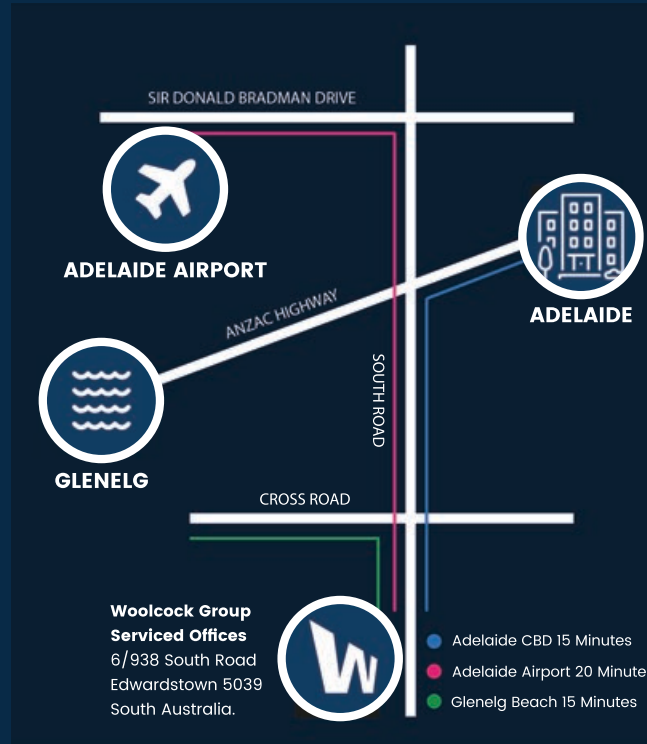 SIR DONALD BRADMAN DRIVE
ADELAIDE AIRPORT
ADELAIDE
ANZAC HIGHWAY
SOUTH ROAD
GLENELG
CROSS ROAD
Woolcock Group
Serviced Offices
6/938 South Road
Edwardstown 5039
South Australia.
W
Adelaide CBD 15 Minutes
Adelaide Airport 20 Minute
Glenelg Beach 15 Minutes